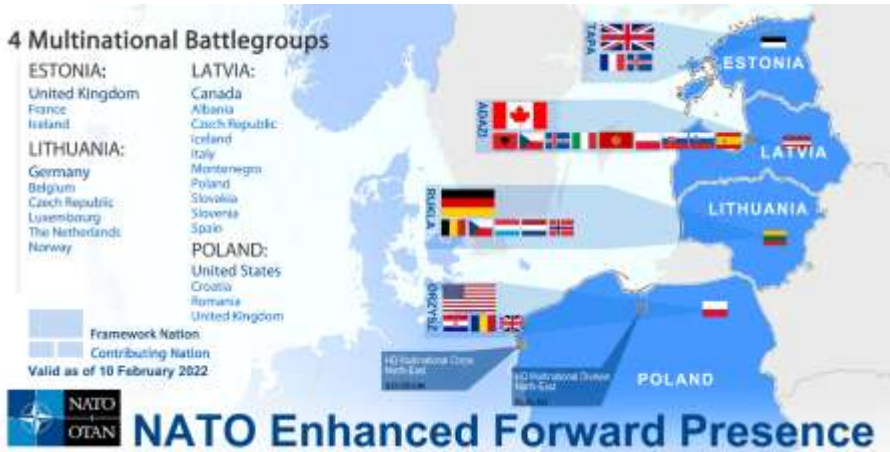 4 Multinational Battlegroups
ESTONIA:
United Kingdom
France
Iceland
LITHUANIA:
Germany
Belgium
Czech Republic
Luxembourg
The Netherlands
Norway
LATVIA:
Canada
Albania
Czech Republic
Iceland
Italy
Montenegro
Poland
Slovakia
Slovenia
Spain
POLAND:
United States
Croatia
Romania
United Kingdom
Framework Nation
Contributing Nation
Valid as of 10 February 2022
TAPA
ESTONIA
ADAZI
LATVIA
RUKLA
LITHUANIA
ORZYSZ
POLAND
HQ Multinational Corps
North-East
HQ Multinational Division
North-East
NATO
OTAN
NATO Enhanced Forward Presence